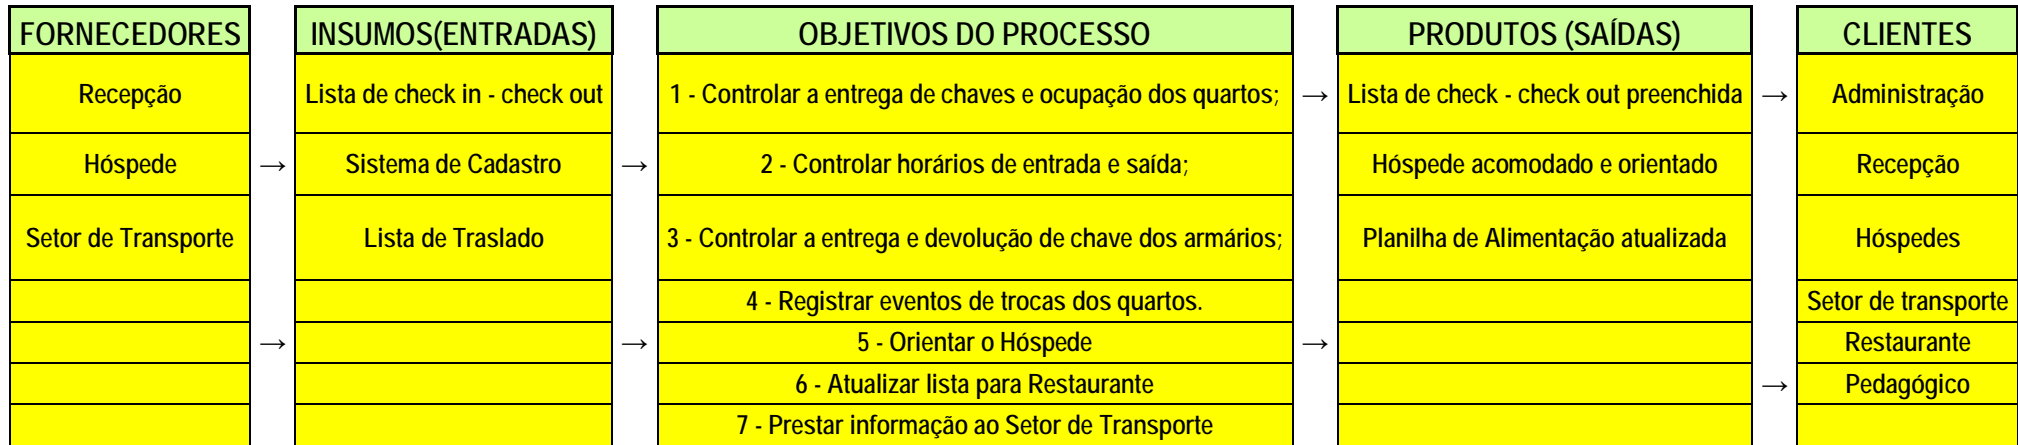 FORNECEDORES INSUMOS(ENTRADAS) OBJETIVOS DO PROCESSO PRODUTOS (SAÍDAS) CLIENTES
Recepção Lista de check in - check out 1 - Controlar a entrega de chaves e ocupação dos quartos; → Lista de check - check out preenchida → Administração
Hóspede → Sistema de Cadastro → 2 - Controlar horários de entrada e saída; Hóspede acomodado e orientado Recepção
Setor de Transporte Lista de Traslado 3 - Controlar a entrega e devolução de chave dos armários; Planilha de Alimentação atualizada Hóspedes
4 - Registrar eventos de trocas dos quartos. Setor de transporte
→ → 5 - Orientar o Hóspede → Restaurante
6 - Atualizar lista para Restaurante → Pedagógico
7 - Prestar informação ao Setor de Transporte